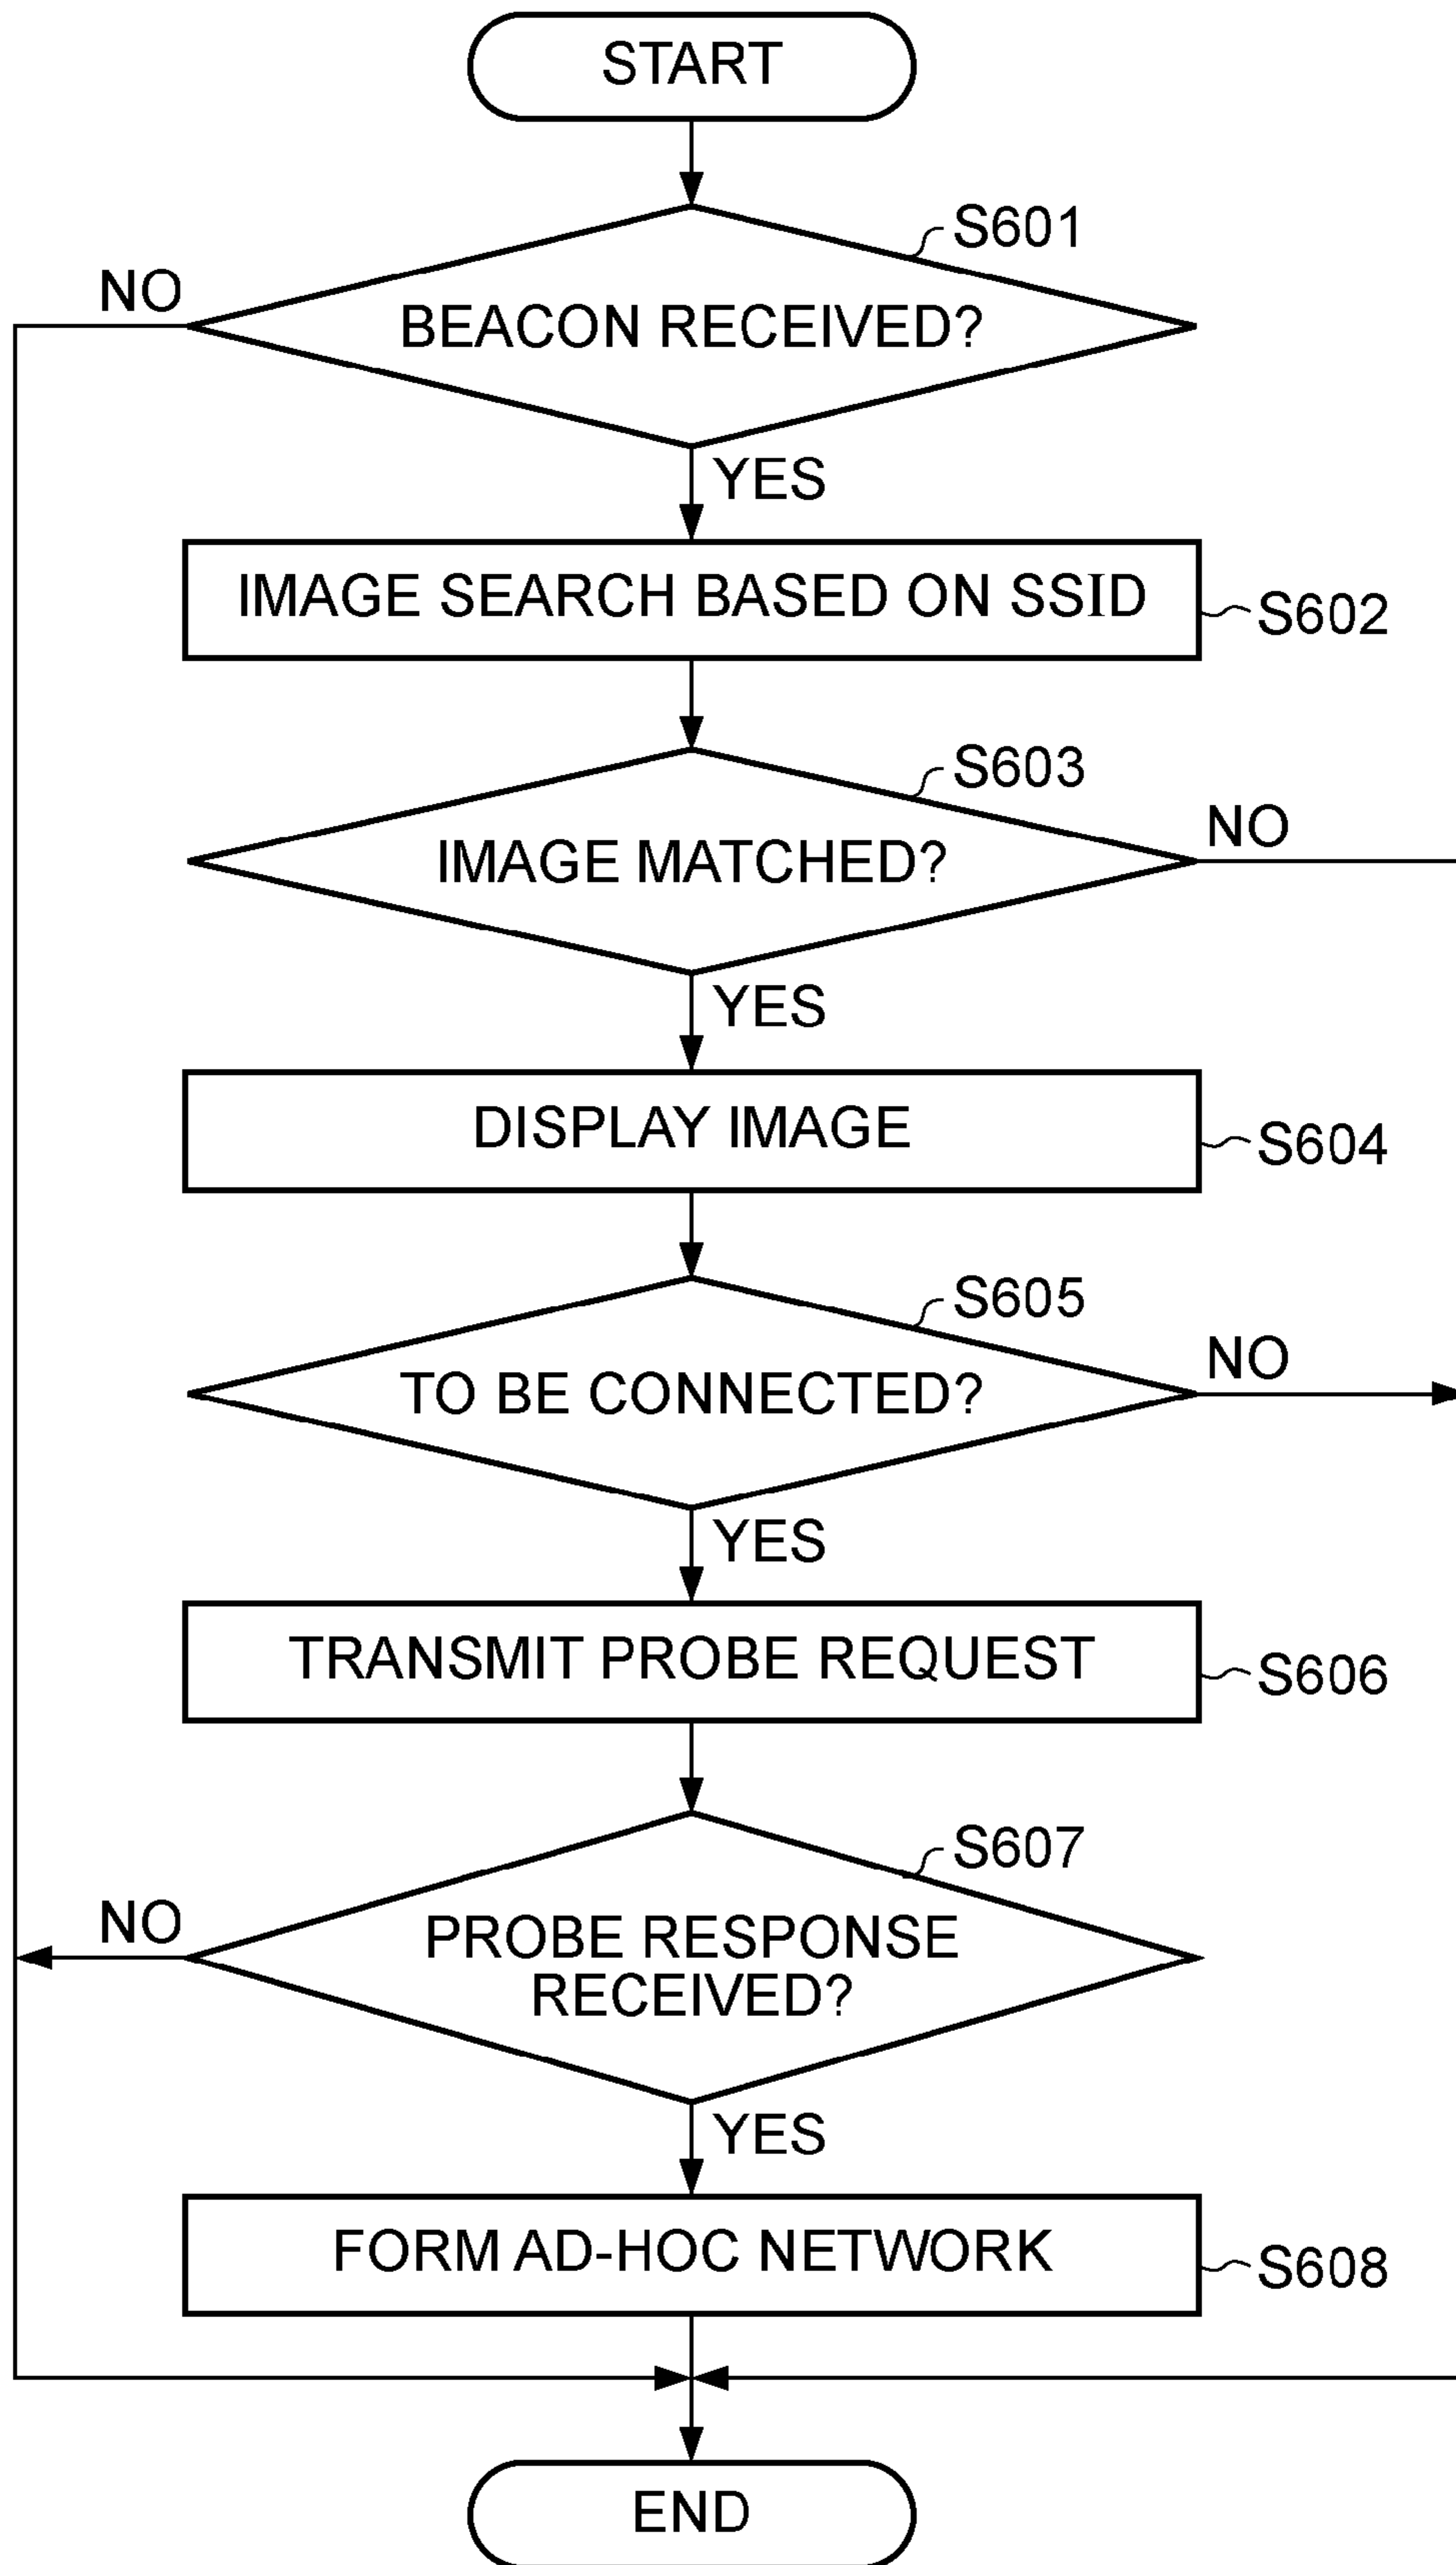 START
S601
NO
BEACON RECEIVED?
YES
IMAGE SEARCH BASED ON SSID
S602
S603
NO
IMAGE MATCHED?
YES
DISPLAY IMAGE
S604
S605
NO
TO BE CONNECTED?
YES
TRANSMIT PROBE REQUEST
S606
S607
NO
PROBE RESPONSE
RECEIVED?
YES
FORM AD-HOC NETWORK
S608
END